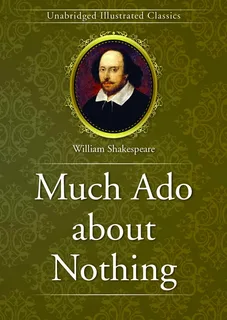 Unabridged Illustrated Classics
William Shakespeare
Much Ado
about
Nothing